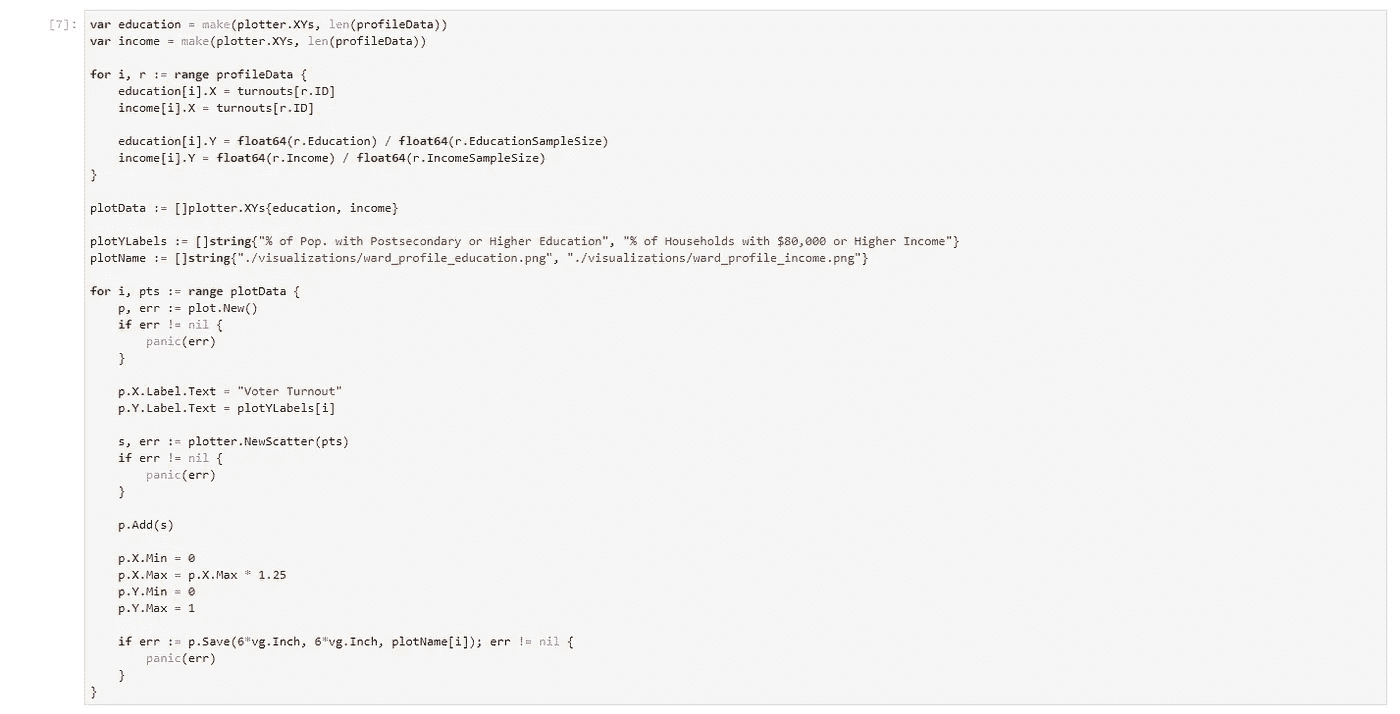 [7]:
var education = make(plotter.XYs, len(profileData))
var income = make(plotter.XYs, len(profileData))
for i, r := range profileData {
    education[i].X = turnouts[r.ID]
    income[i].X = turnouts[r.ID]
    education[i].Y = float64(r.Education) / float64(r.EducationSampleSize)
    income[i].Y = float64(r.Income) / float64(r.IncomeSampleSize)
}
plotData := []plotter.XYs{education, income}
plotYLabels := []string{"% of Pop. with Postsecondary or Higher Education", "% of Households with $80,000 or Higher Income"}
plotName := []string{"./visualizations/ward_profile_education.png", "./visualizations/ward_profile_income.png"}
for i, pts := range plotData {
    p, err := plot.New()
    if err != nil {
        panic(err)
    }
    p.X.Label.Text = "Voter Turnout"
    p.Y.Label.Text = plotYLabels[i]
    s, err := plotter.NewScatter(pts)
    if err != nil {
        panic(err)
    }
    p.Add(s)
    p.X.Min = 0
    p.X.Max = p.X.Max * 1.25
    p.Y.Min = 0
    p.Y.Max = 1
    if err := p.Save(6*vg.Inch, 6*vg.Inch, plotName[i]); err != nil {
        panic(err)
    }
}